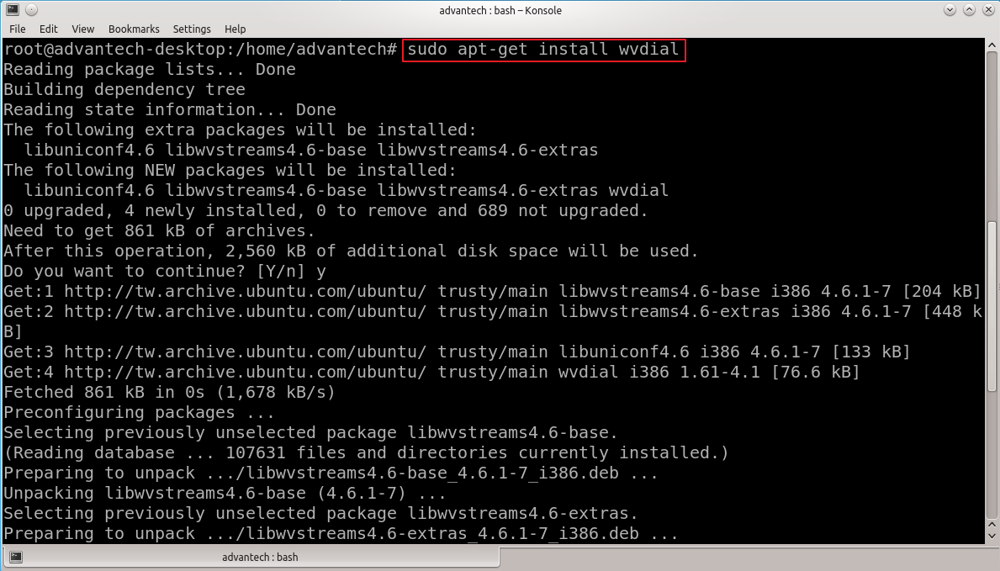 advantech : bash – Konsole
File Edit View Bookmarks Settings Help
root@advantech-desktop:/home/advantech# sudo apt-get install wvdial
Reading package lists... Done
Building dependency tree
Reading state information... Done
The following extra packages will be installed:
  libuniconf4.6 libwvstreams4.6-base libwvstreams4.6-extras
The following NEW packages will be installed:
  libuniconf4.6 libwvstreams4.6-base libwvstreams4.6-extras wvdial
0 upgraded, 4 newly installed, 0 to remove and 689 not upgraded.
Need to get 861 kB of archives.
After this operation, 2,560 kB of additional disk space will be used.
Do you want to continue? [Y/n] y
Get:1 http://tw.archive.ubuntu.com/ubuntu/ trusty/main libwvstreams4.6-base i386 4.6.1-7 [204 kB]
Get:2 http://tw.archive.ubuntu.com/ubuntu/ trusty/main libwvstreams4.6-extras i386 4.6.1-7 [448 k
B]
Get:3 http://tw.archive.ubuntu.com/ubuntu/ trusty/main libuniconf4.6 i386 4.6.1-7 [133 kB]
Get:4 http://tw.archive.ubuntu.com/ubuntu/ trusty/main wvdial i386 1.61-4.1 [76.6 kB]
Fetched 861 kB in 0s (1,678 kB/s)
Preconfiguring packages ...
Selecting previously unselected package libwvstreams4.6-base.
(Reading database ... 107631 files and directories currently installed.)
Preparing to unpack .../libwvstreams4.6-base_4.6.1-7_i386.deb ...
Unpacking libwvstreams4.6-base (4.6.1-7) ...
Selecting previously unselected package libwvstreams4.6-extras.
Preparing to unpack .../libwvstreams4.6-extras_4.6.1-7_i386.deb ...
advantech : bash